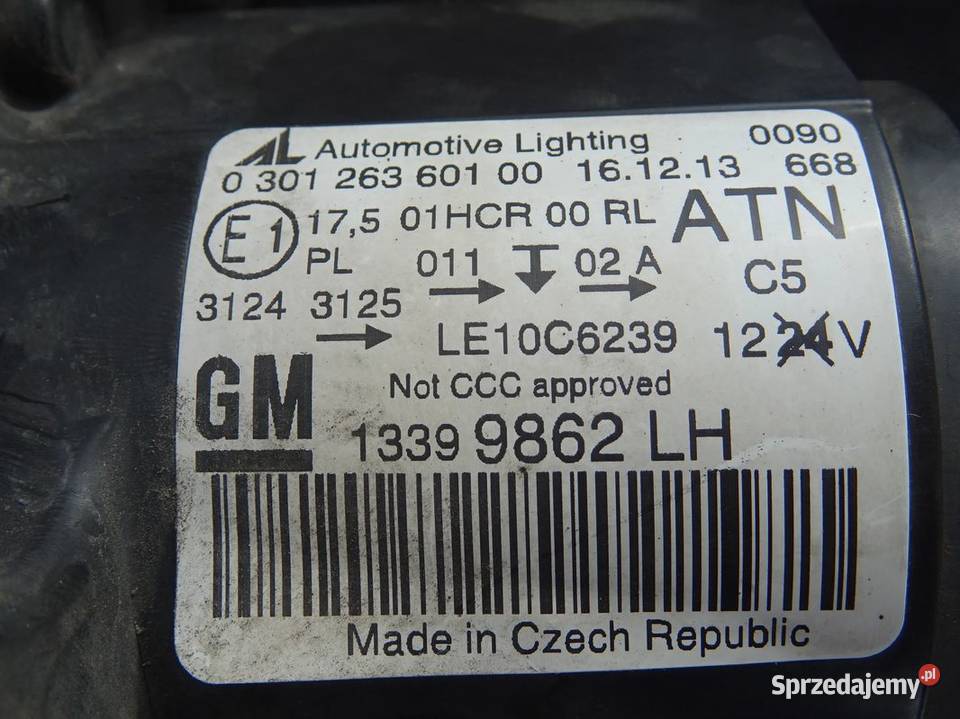 AL Automotive Lighting 0090
0 301 263 601 00 16.12.13 668
E1 17,5 01HCR 00 RL ATN
PL 011 02 A C5
3124 3125
LE10C6239 12 24 V
GM Not CCC approved
1339 9862 LH
Made in Czech Republic
Sprzedajemy.pl